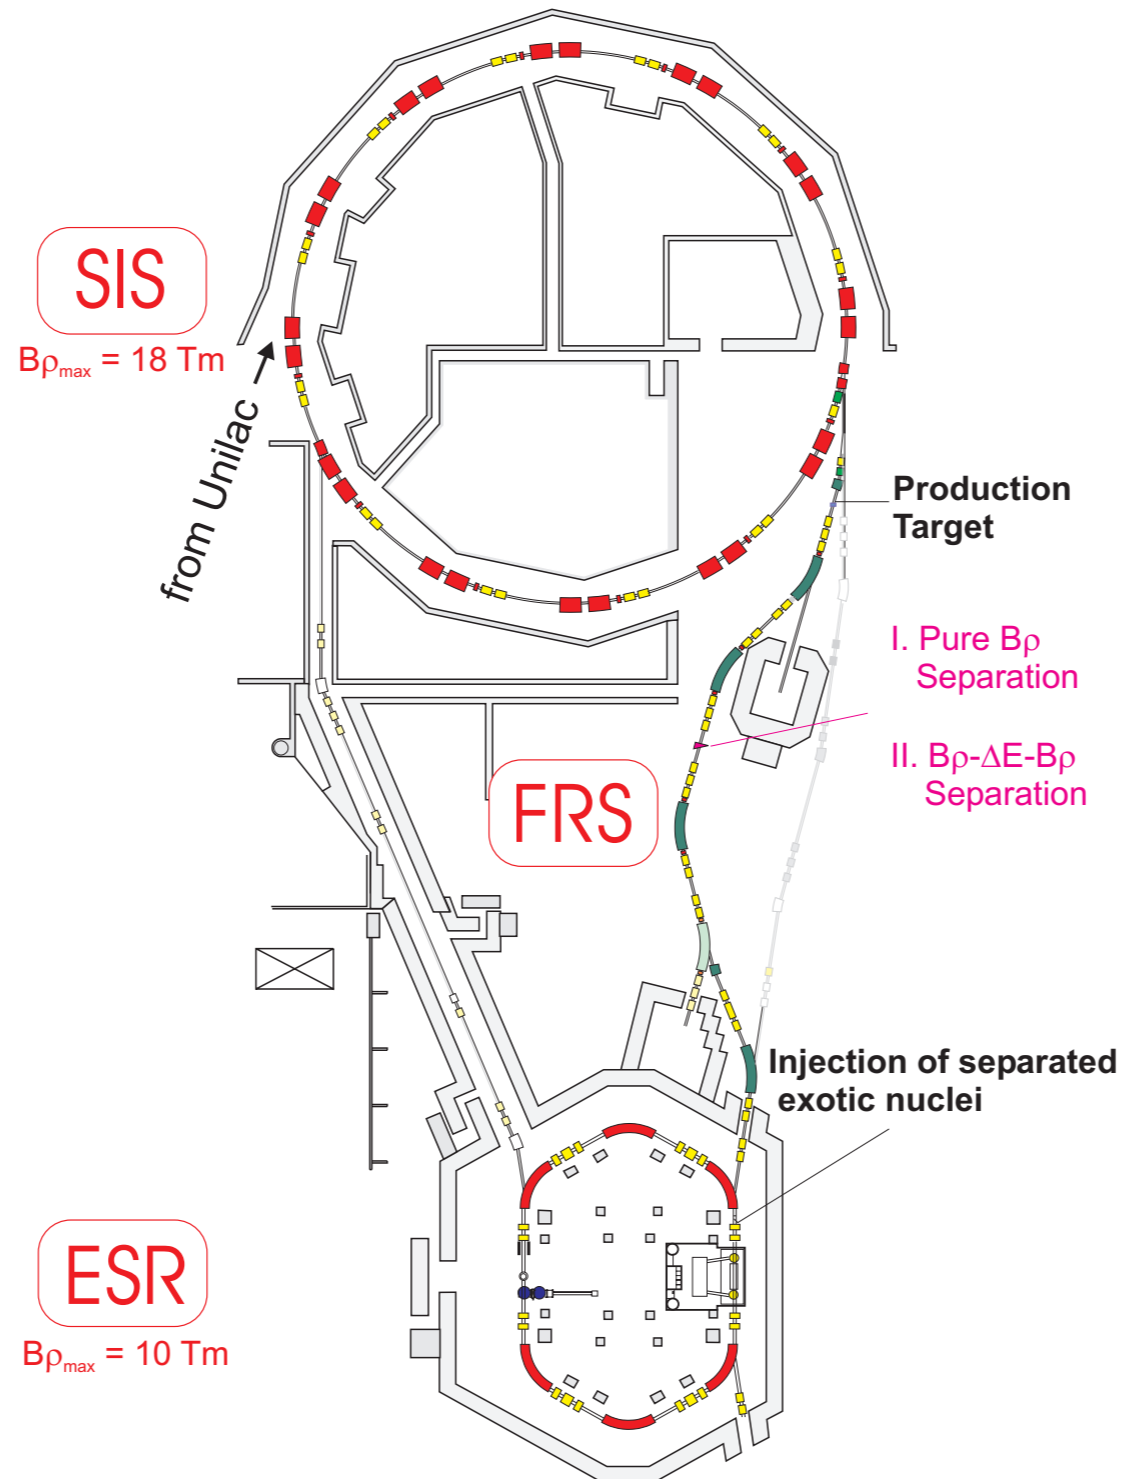 SIS
Bρmax = 18 Tm
from Unilac
Production
Target
I. Pure Bρ
Separation
II. Bρ-ΔE-Bρ
Separation
FRS
Injection of separated
exotic nuclei
ESR
Bρmax = 10 Tm